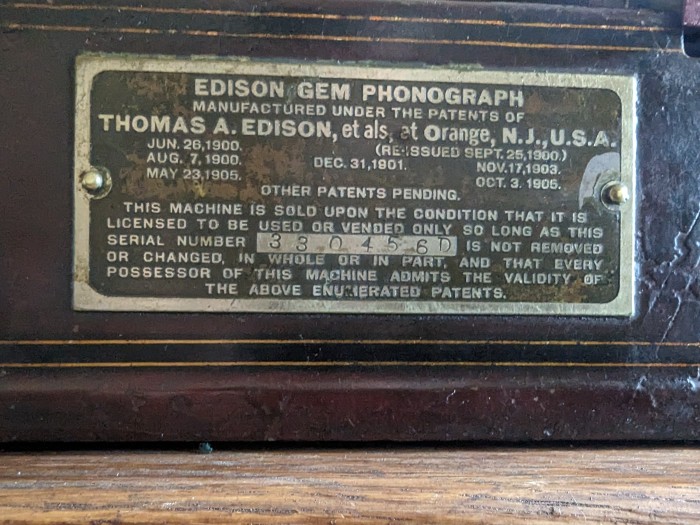 EDISON GEM PHONOGRAPH
MANUFACTURED UNDER THE PATENTS OF
THOMAS A. EDISON, et als, at Orange, N.J., U.S.A.
JUN. 26, 1900. (RE-ISSUED SEPT. 25, 1900.)
AUG. 7, 1900. DEC. 31, 1901. NOV. 17, 1903.
MAY 23, 1905. OCT. 3. 1905.
OTHER PATENTS PENDING.
THIS MACHINE IS SOLD UPON THE CONDITION THAT IT IS
LICENSED TO BE USED OR VENDED ONLY SO LONG AS THIS
SERIAL NUMBER 330456D IS NOT REMOVED
OR CHANGED, IN WHOLE OR IN PART, AND THAT EVERY
POSSESSOR OF THIS MACHINE ADMITS THE VALIDITY OF
THE ABOVE ENUMERATED PATENTS.